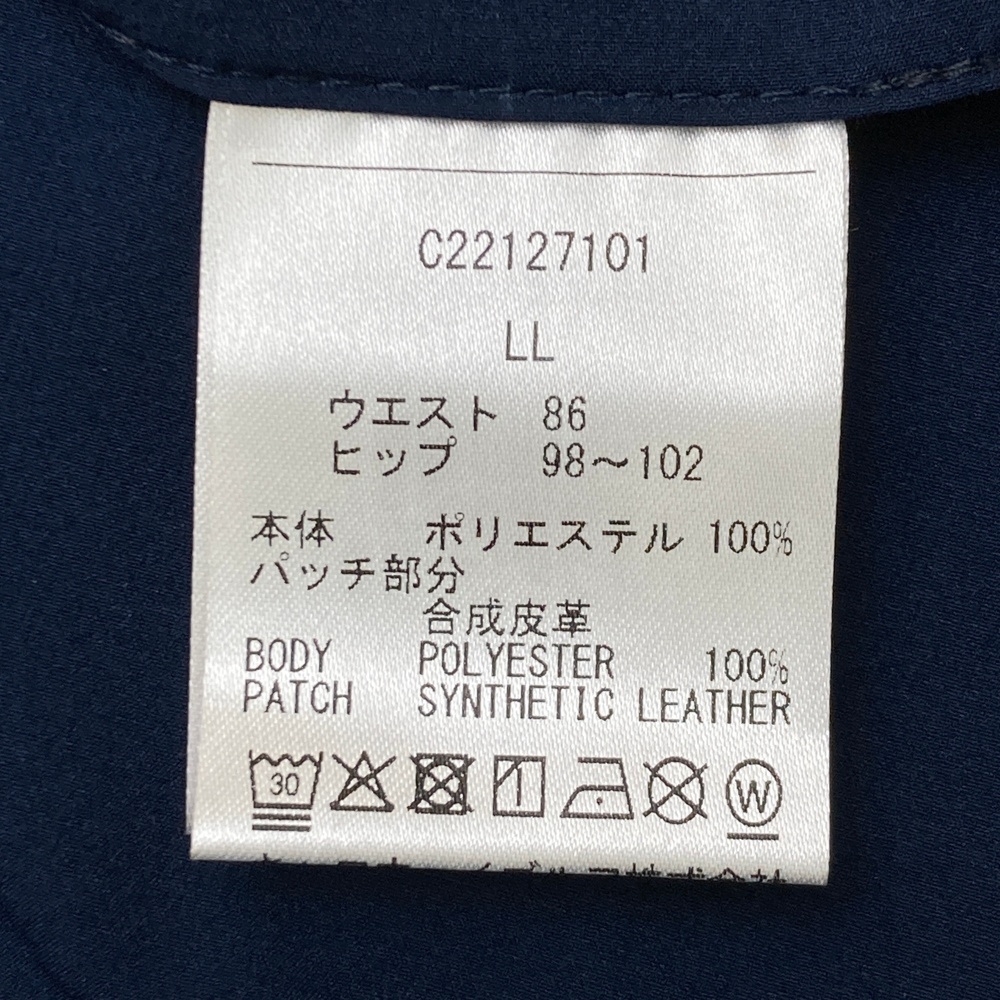 C22127101
LL
ウエスト 86
ヒップ 98～102
本体 ポリエステル 100%
パッチ部分
合成皮革
BODY POLYESTER 100%
PATCH SYNTHETIC LEATHER
30
W